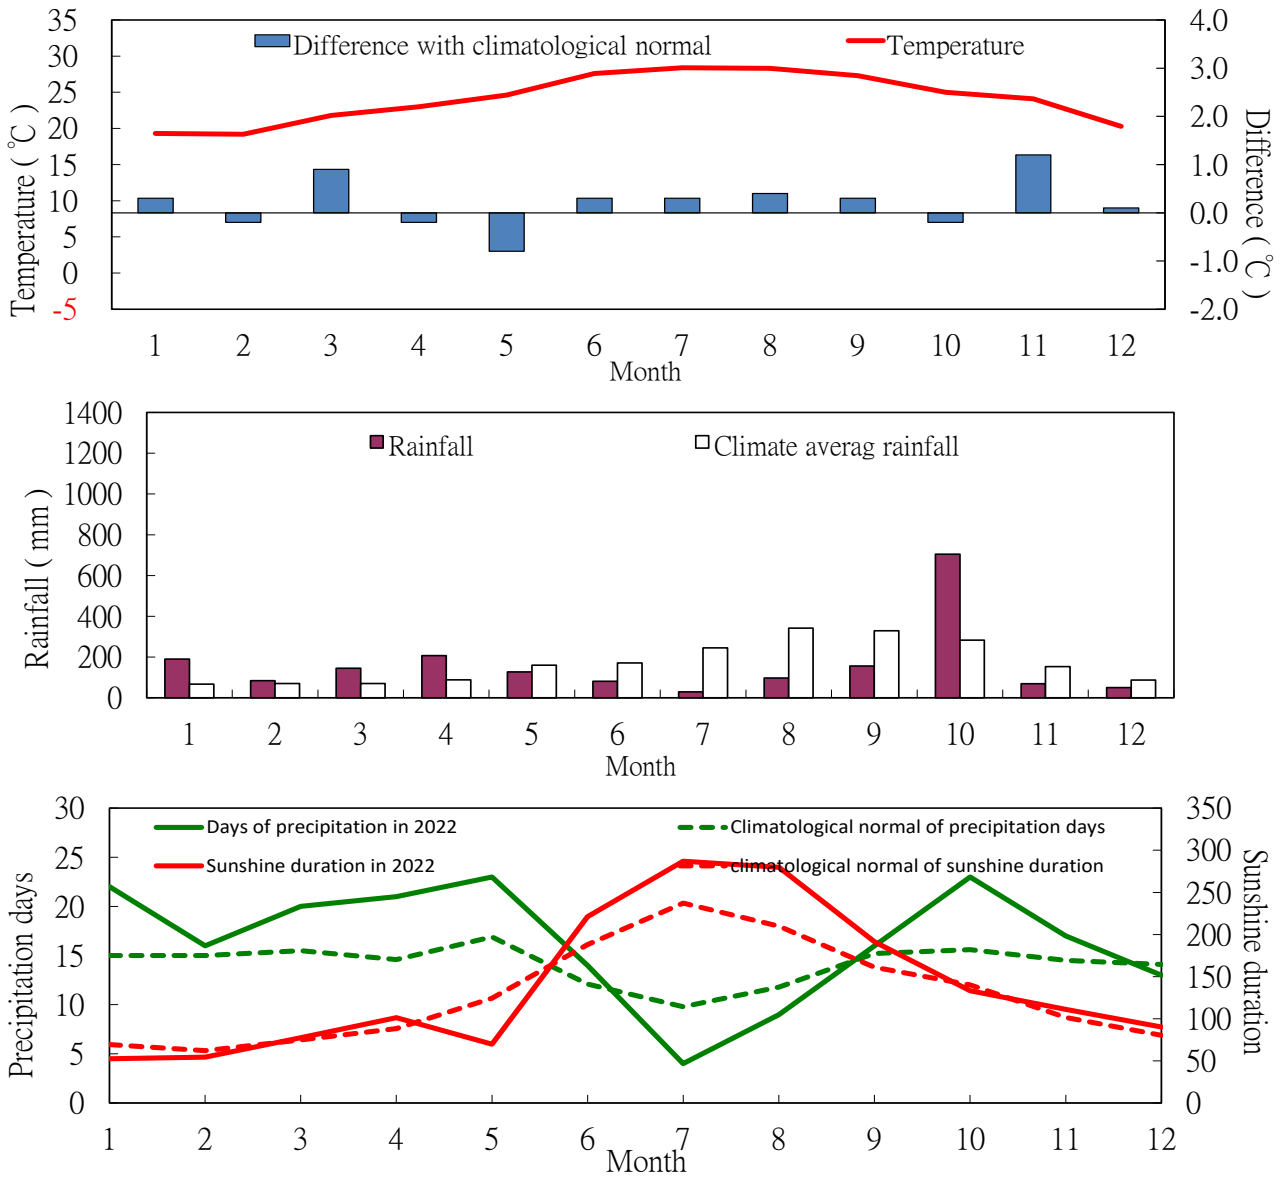 35
30
25
20
15
10
5
0
-5
Temperature ( ℃ )
Difference with climatological normal
Temperature
4.0
3.0
2.0
1.0
0.0
-1.0
-2.0
Difference ( ℃ )
1 2 3 4 5 6 7 8 9 10 11 12
Month
1400
1200
1000
800
600
400
200
0
Rainfall ( mm )
Rainfall
Climate averag rainfall
1 2 3 4 5 6 7 8 9 10 11 12
Month
30
25
20
15
10
5
0
Precipitation days
Days of precipitation in 2022
Climatological normal of precipitation days
Sunshine duration in 2022
climatological normal of sunshine duration
350
300
250
200
150
100
50
0
Sunshine duration
1 2 3 4 5 6 7 8 9 10 11 12
Month